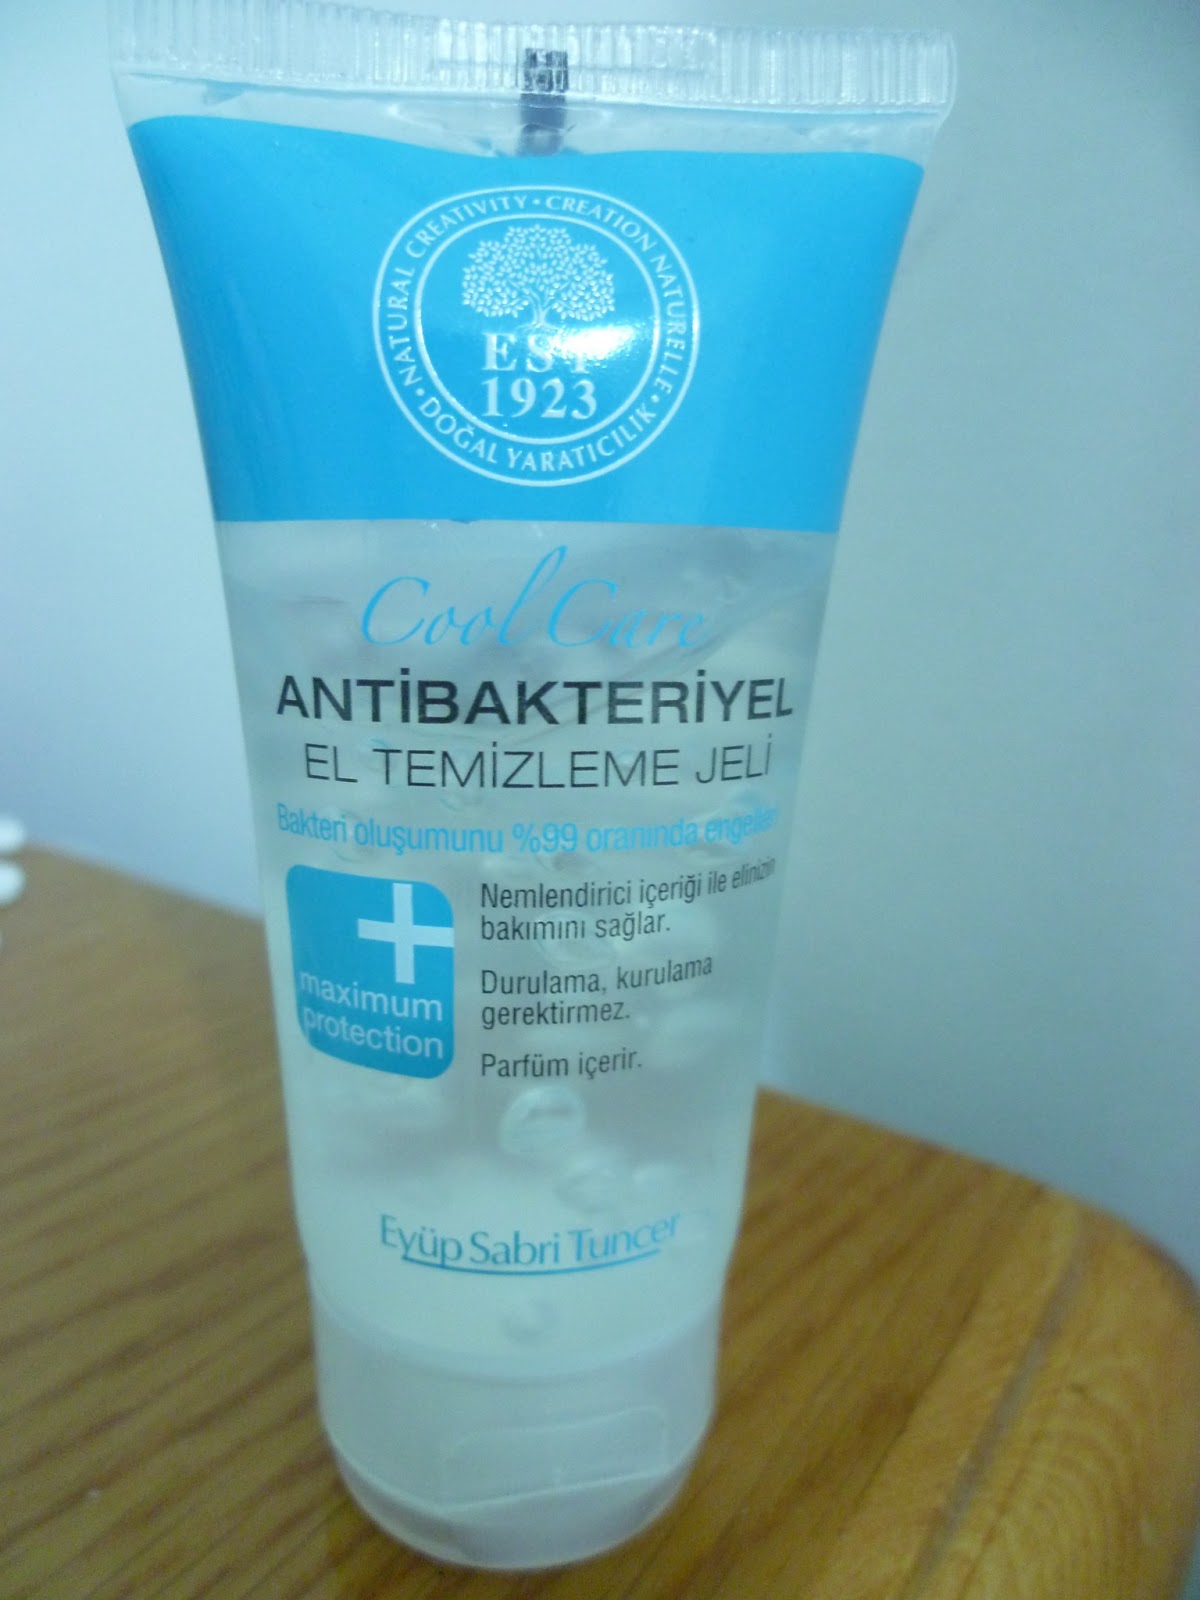 NATURAL CREATIVITY • CREATION NATURELLE •
DOĞAL YARATICILIK •
EST
1923
Cool Care
ANTİBAKTERİYEL
EL TEMİZLEME JELİ
Bakteri oluşumunu %99 oranında engeller
maximum
protection
Nemlendirici içeriği ile elinizin
bakımını sağlar.
Durulama, kurulama
gerektirmez.
Parfüm içerir.
Eyüp Sabri Tuncer